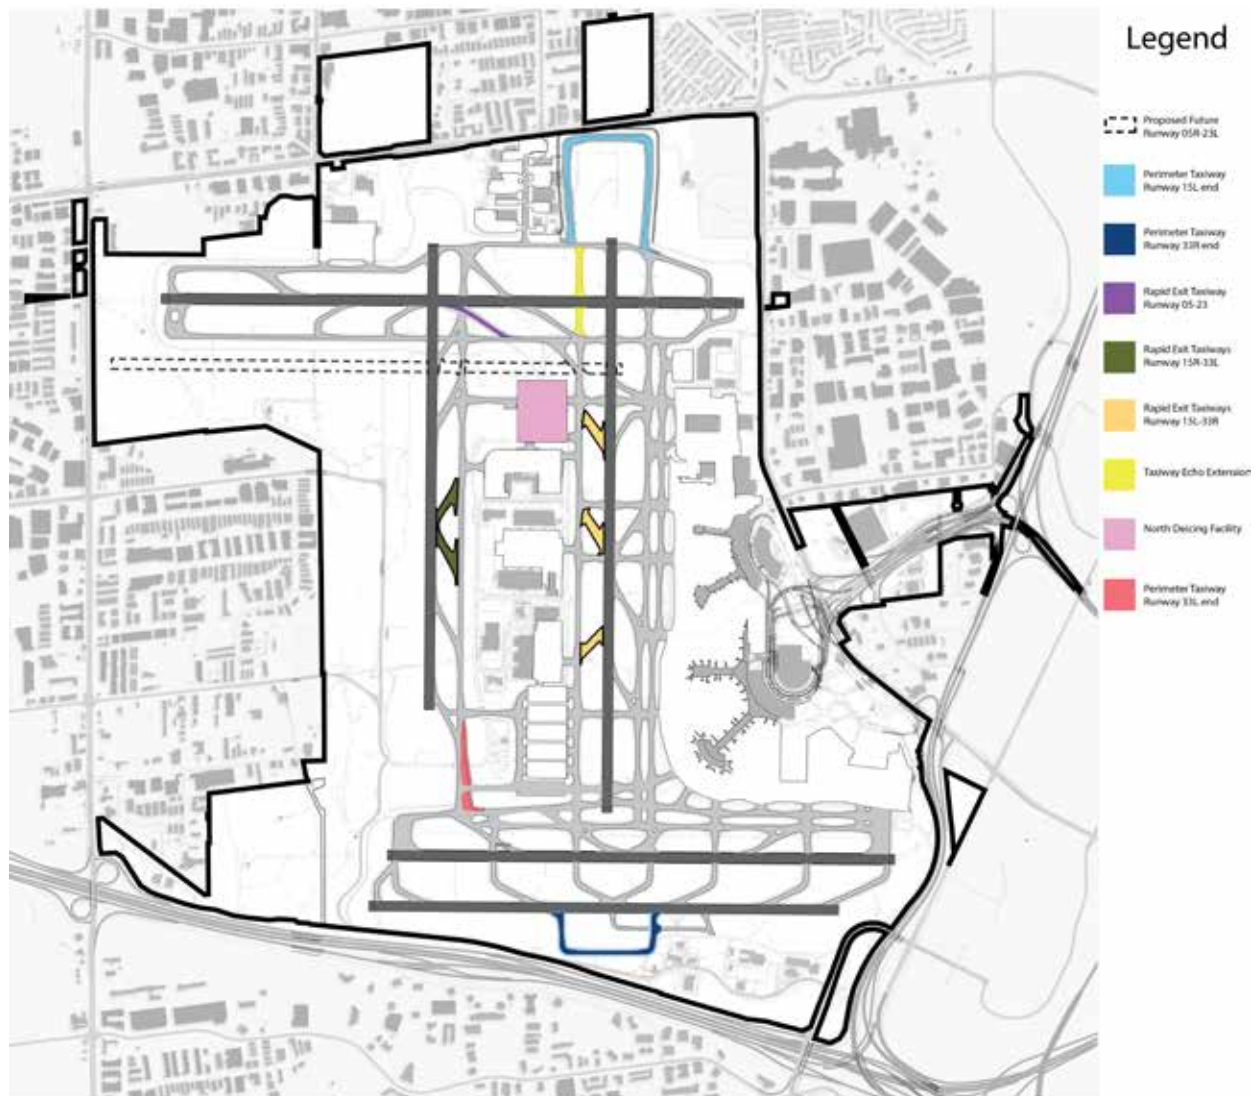 Legend
Proposed Future
Runway 05R-23L
Perimeter Taxiway
Runway 15L end
Perimeter Taxiway
Runway 33R end
Rapid Exit Taxiway
Runway 05-23
Rapid Exit Taxiways
Runway 15R-33L
Rapid Exit Taxiways
Runway 15L-33R
Taxiway Echo Extension
North Deicing Facility
Perimeter Taxiway
Runway 33L end